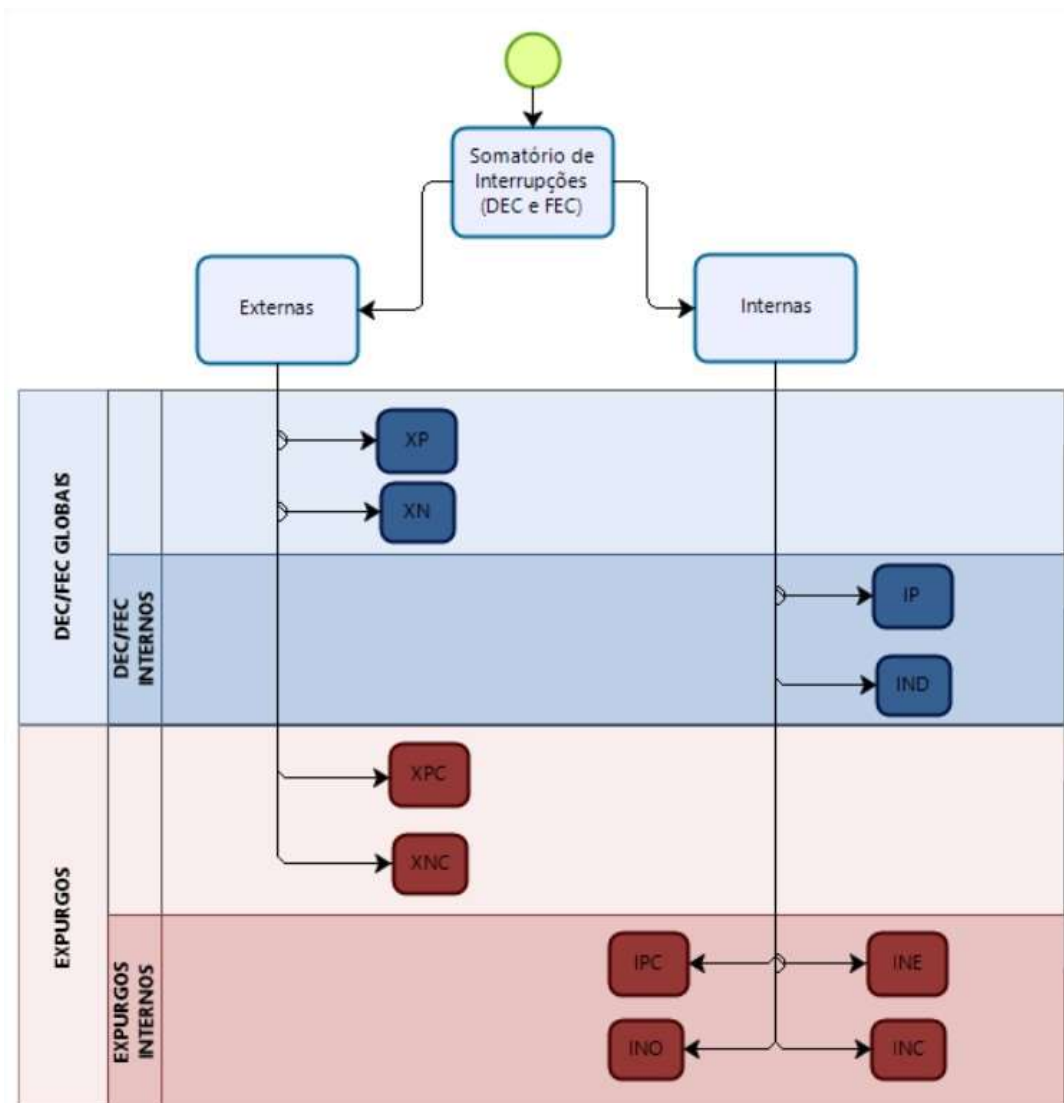 Somatório de
Interrupções
(DEC e FEC)
Externas
Internas
DEC/FEC GLOBAIS
XP
XN
DEC/FEC
INTERNOS
IP
IND
EXPURGOS
XPC
XNC
EXPURGOS
INTERNOS
IPC
INE
INO
INC